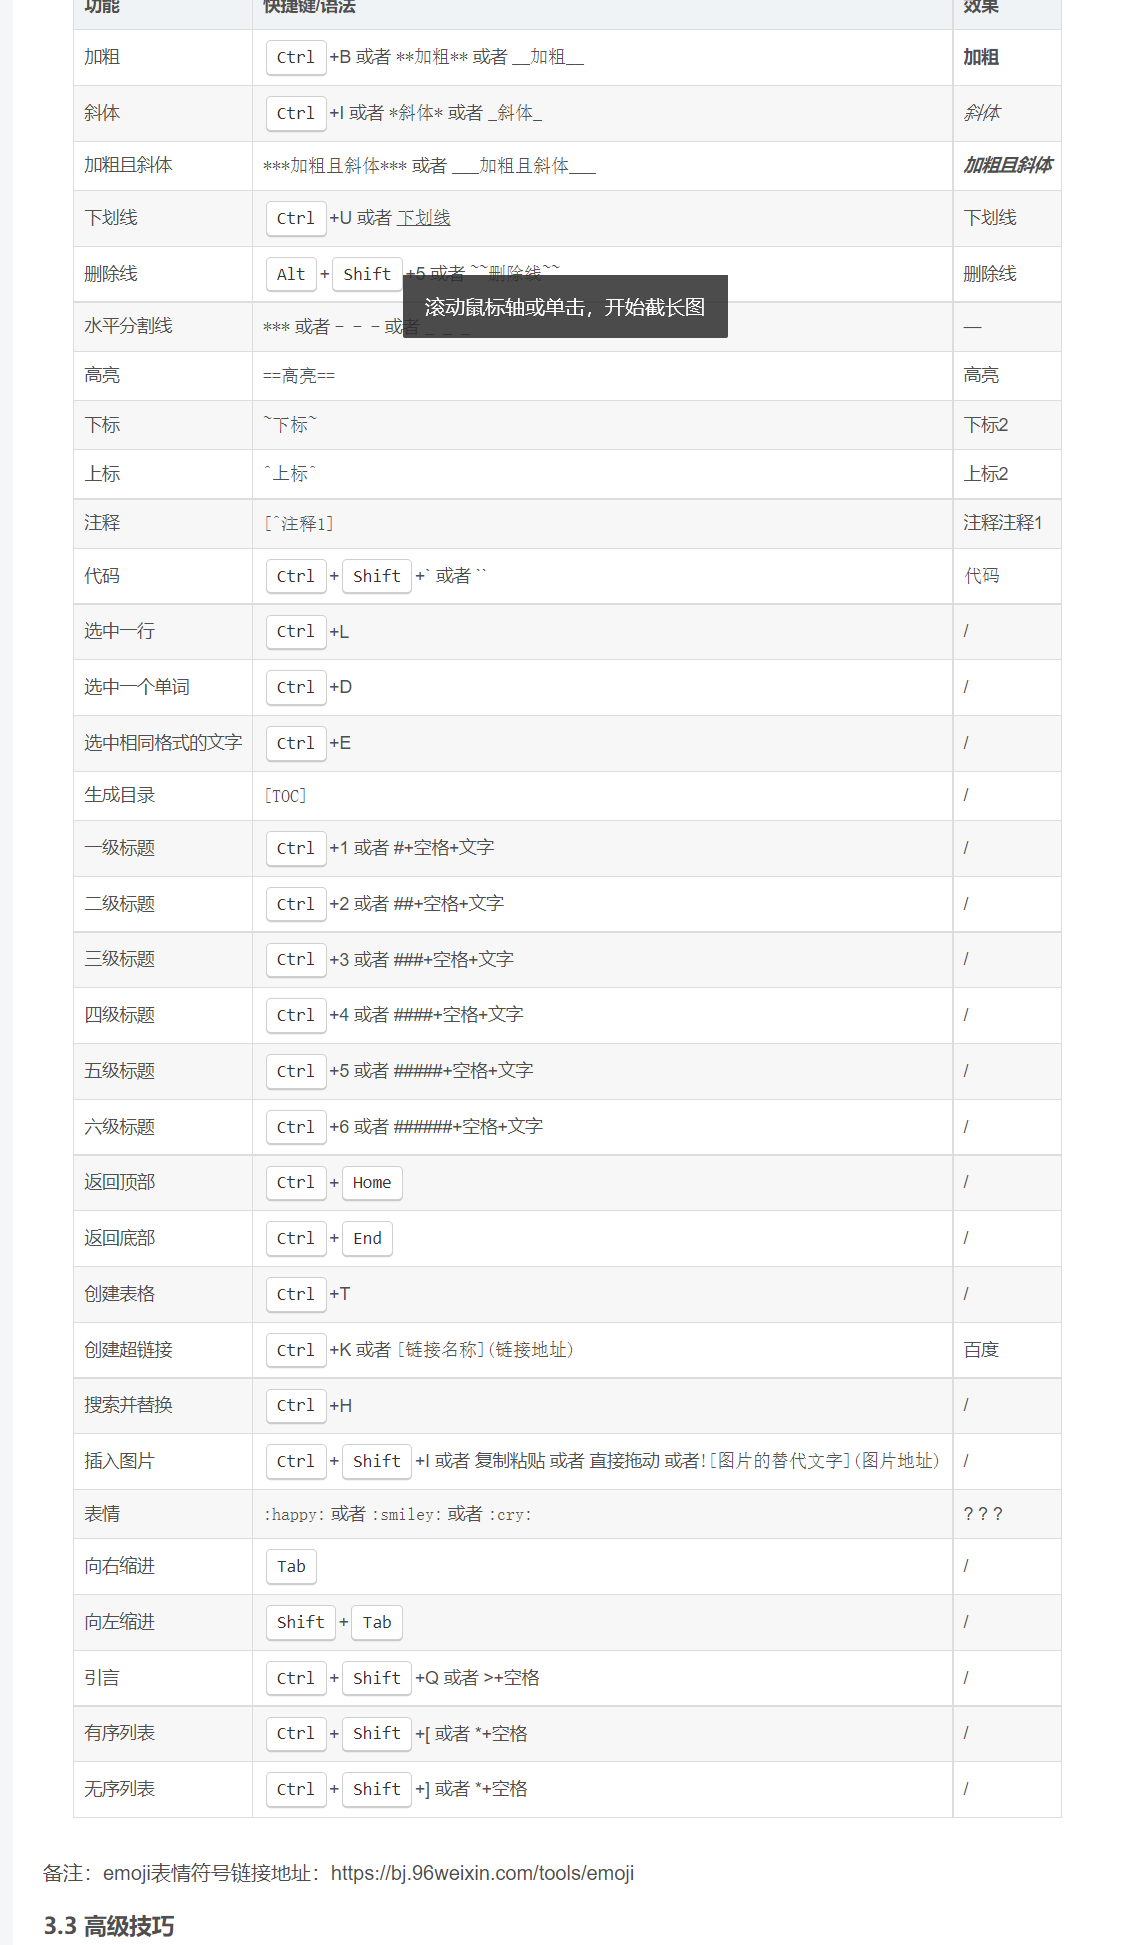 功能 快捷键/语法 效果
加粗 Ctrl +B 或者 **加粗** 或者 __加粗__ 加粗
斜体 Ctrl +I 或者 *斜体* 或者 _斜体_ 斜体
加粗且斜体 ***加粗且斜体*** 或者 ___加粗且斜体___ 加粗且斜体
下划线 Ctrl +U 或者 下划线 下划线
删除线 Alt + Shift +5 或者 ~~删除线~~ 删除线
滚动鼠标轴或单击，开始截长图
水平分割线 *** 或者 - - - 或者 _ _ _ —
高亮 ==高亮== 高亮
下标 ~下标~ 下标2
上标 ^上标^ 上标2
注释 [^注释1] 注释注释1
代码 Ctrl + Shift +` 或者 `` 代码
选中一行 Ctrl +L /
选中一个单词 Ctrl +D /
选中相同格式的文字 Ctrl +E /
生成目录 [TOC] /
一级标题 Ctrl +1 或者 #+空格+文字 /
二级标题 Ctrl +2 或者 ##+空格+文字 /
三级标题 Ctrl +3 或者 ###+空格+文字 /
四级标题 Ctrl +4 或者 ####+空格+文字 /
五级标题 Ctrl +5 或者 #####+空格+文字 /
六级标题 Ctrl +6 或者 ######+空格+文字 /
返回顶部 Ctrl + Home /
返回底部 Ctrl + End /
创建表格 Ctrl +T /
创建超链接 Ctrl +K 或者 [链接名称](链接地址) 百度
搜索并替换 Ctrl +H /
插入图片 Ctrl + Shift +I 或者 复制粘贴 或者 直接拖动 或者![图片的替代文字](图片地址) /
表情 :happy: 或者 :smiley: 或者 :cry: ? ? ?
向右缩进 Tab /
向左缩进 Shift + Tab /
引言 Ctrl + Shift +Q 或者 >+空格 /
有序列表 Ctrl + Shift +[ 或者 *+空格 /
无序列表 Ctrl + Shift +] 或者 *+空格 /
备注：emoji表情符号链接地址：https://bj.96weixin.com/tools/emoji
3.3 高级技巧